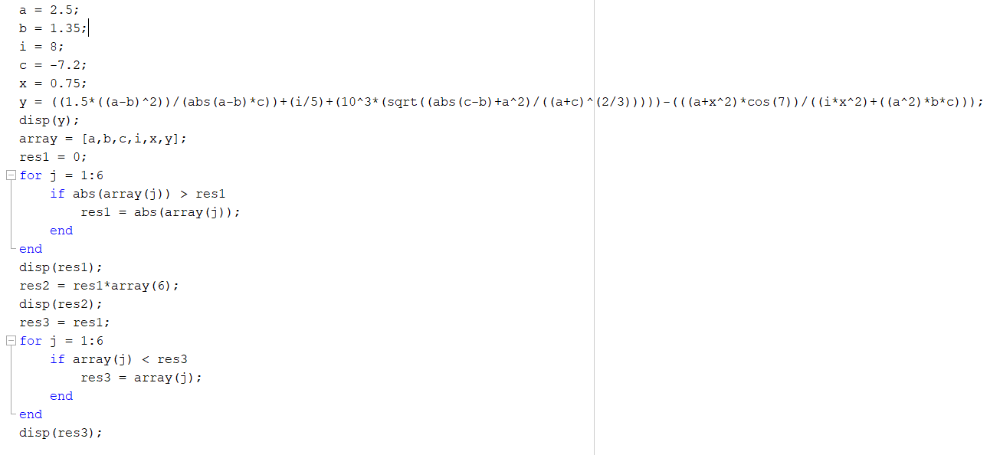 a = 2.5;
b = 1.35;
i = 8;
c = -7.2;
x = 0.75;
y = ((1.5*((a-b)^2))/(abs(a-b)*c))+(i/5)+(10^3*(sqrt((abs(c-b)+a^2)/((a+c)^(2/3)))))-(((a+x^2)*cos(7))/((i*x^2)+((a^2)*b*c)));
disp(y);
array = [a,b,c,i,x,y];
res1 = 0;
for j = 1:6
    if abs(array(j)) > res1
        res1 = abs(array(j));
    end
end
disp(res1);
res2 = res1*array(6);
disp(res2);
res3 = res1;
for j = 1:6
    if array(j) < res3
        res3 = array(j);
    end
end
disp(res3);